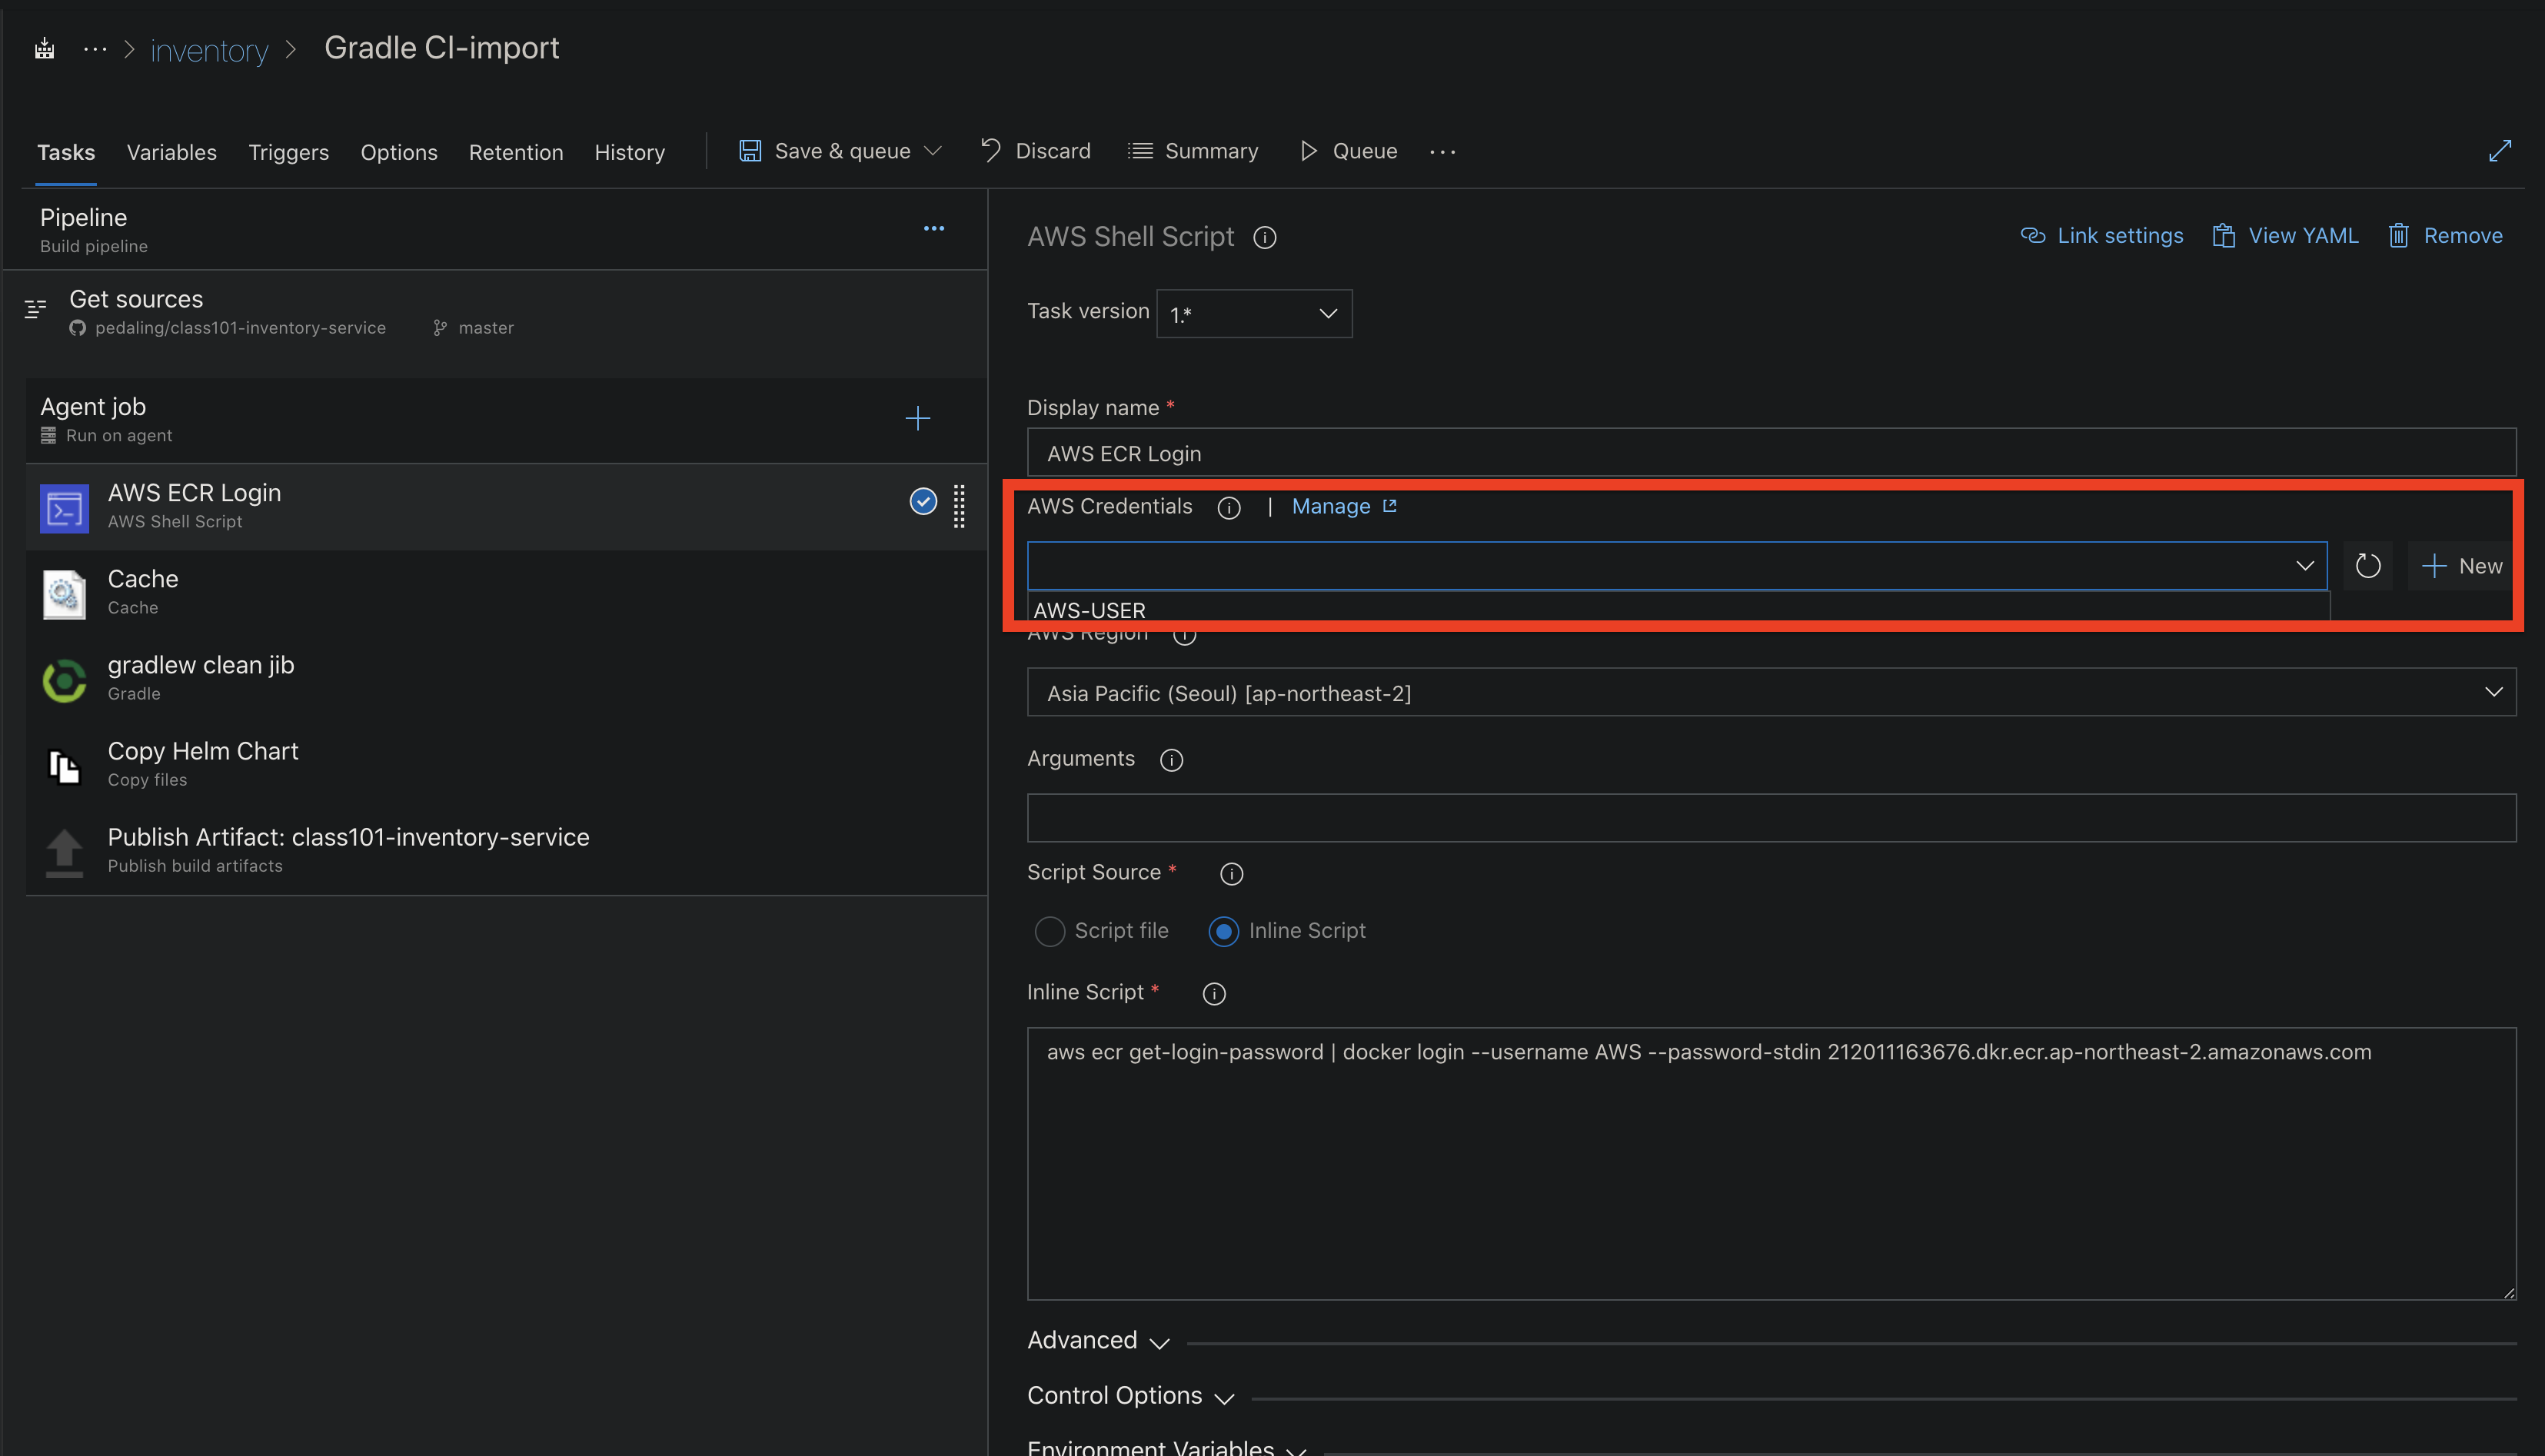 ··· > inventory > Gradle CI-import
Tasks Variables Triggers Options Retention History Save & queue Discard Summary Queue ···
Pipeline
Build pipeline
Get sources
pedaling/class101-inventory-service master
Agent job
Run on agent
AWS ECR Login
AWS Shell Script
Cache
Cache
gradlew clean jib
Gradle
Copy Helm Chart
Copy files
Publish Artifact: class101-inventory-service
Publish build artifacts
AWS Shell Script
Link settings View YAML Remove
Task version 1.*
Display name *
AWS ECR Login
AWS Credentials | Manage
New
AWS-USER
AWS Region
Asia Pacific (Seoul) [ap-northeast-2]
Arguments
Script Source *
Script file Inline Script
Inline Script *
aws ecr get-login-password | docker login --username AWS --password-stdin 212011163676.dkr.ecr.ap-northeast-2.amazonaws.com
Advanced
Control Options
Environment Variables